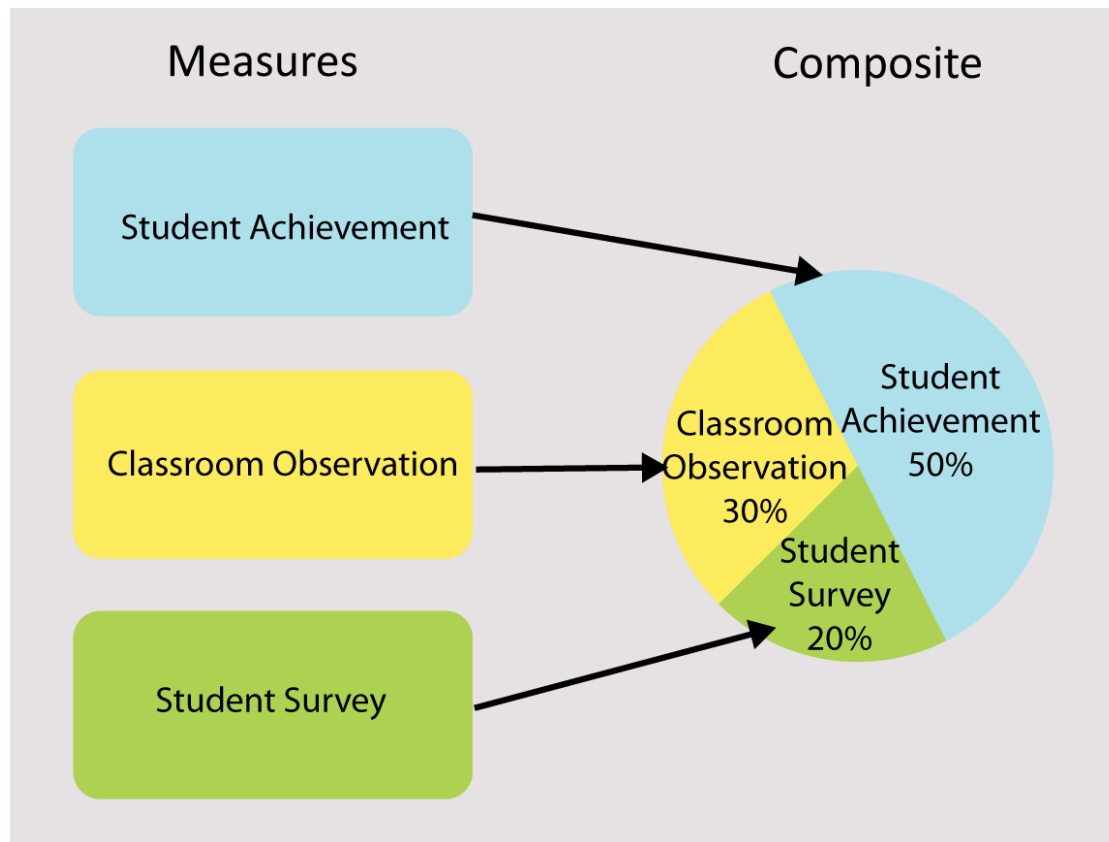 Measures
Composite
Student Achievement
Classroom Observation
Student Survey
Student
Achievement
50%
Classroom
Observation
30%
Student
Survey
20%